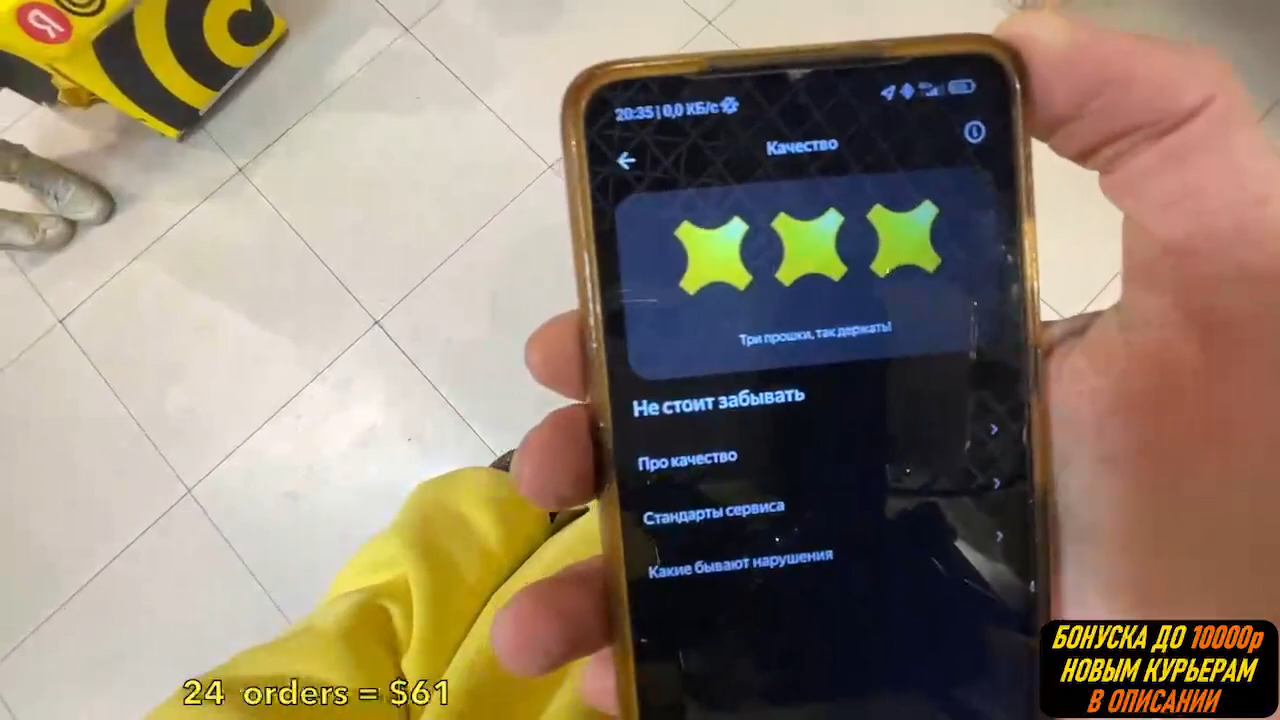 Я
20:35 | 0,0 КБ/с
Качество
Три прошки, так держать!
Не стоит забывать
Про качество
Стандарты сервиса
Какие бывают нарушения
24 orders = $61
БОНУСКА ДО 10000р
НОВЫМ КУРЬЕРАМ
В ОПИСАНИИ